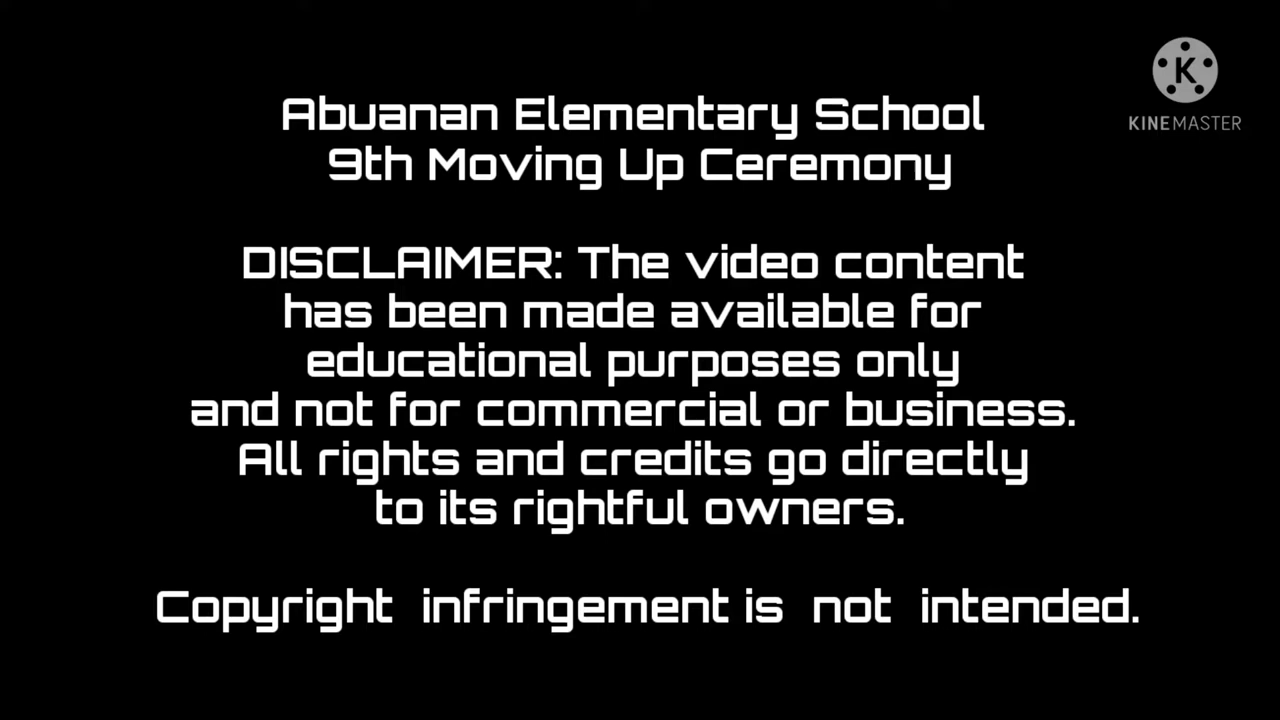 Abuanan Elementary School
9th Moving Up Ceremony
DISCLAIMER: The video content
has been made available for
educational purposes only
and not for commercial or business.
All rights and credits go directly
to its rightful owners.
Copyright infringement is not intended.
K
KINEMASTER